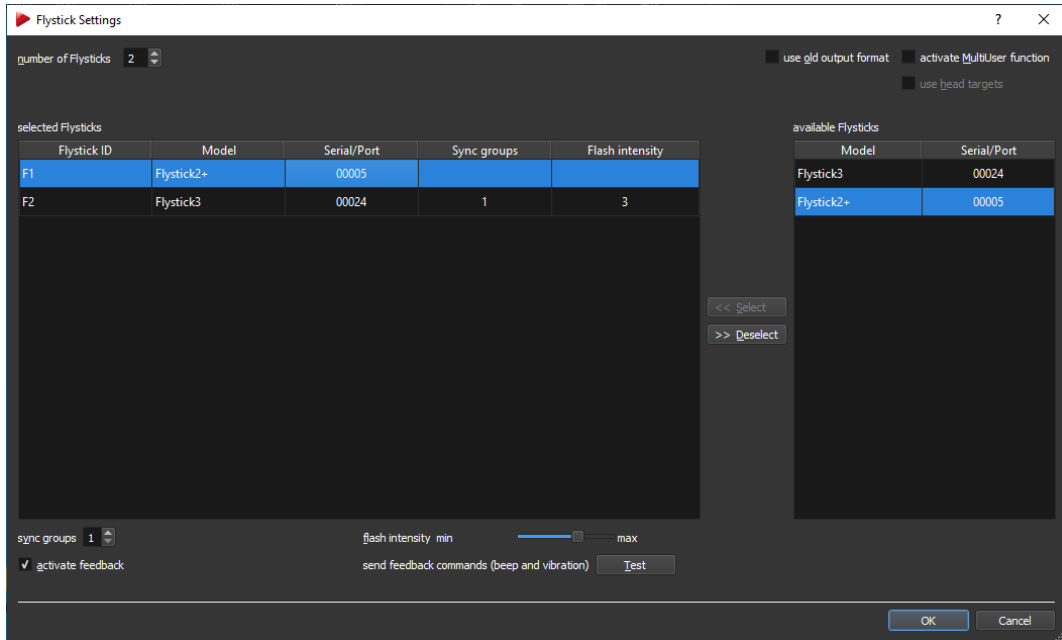 Flystick Settings ?
number of Flysticks 2 use old output format activate MultiUser function
use head targets
selected Flysticks available Flysticks
Flystick ID Model Serial/Port Sync groups Flash intensity Model Serial/Port
F1 Flystick2+ 00005 Flystick3 00024
F2 Flystick3 00024 1 3 Flystick2+ 00005
<< Select
>> Deselect
sync groups 1 flash intensity min max
activate feedback send feedback commands (beep and vibration) Test
OK Cancel